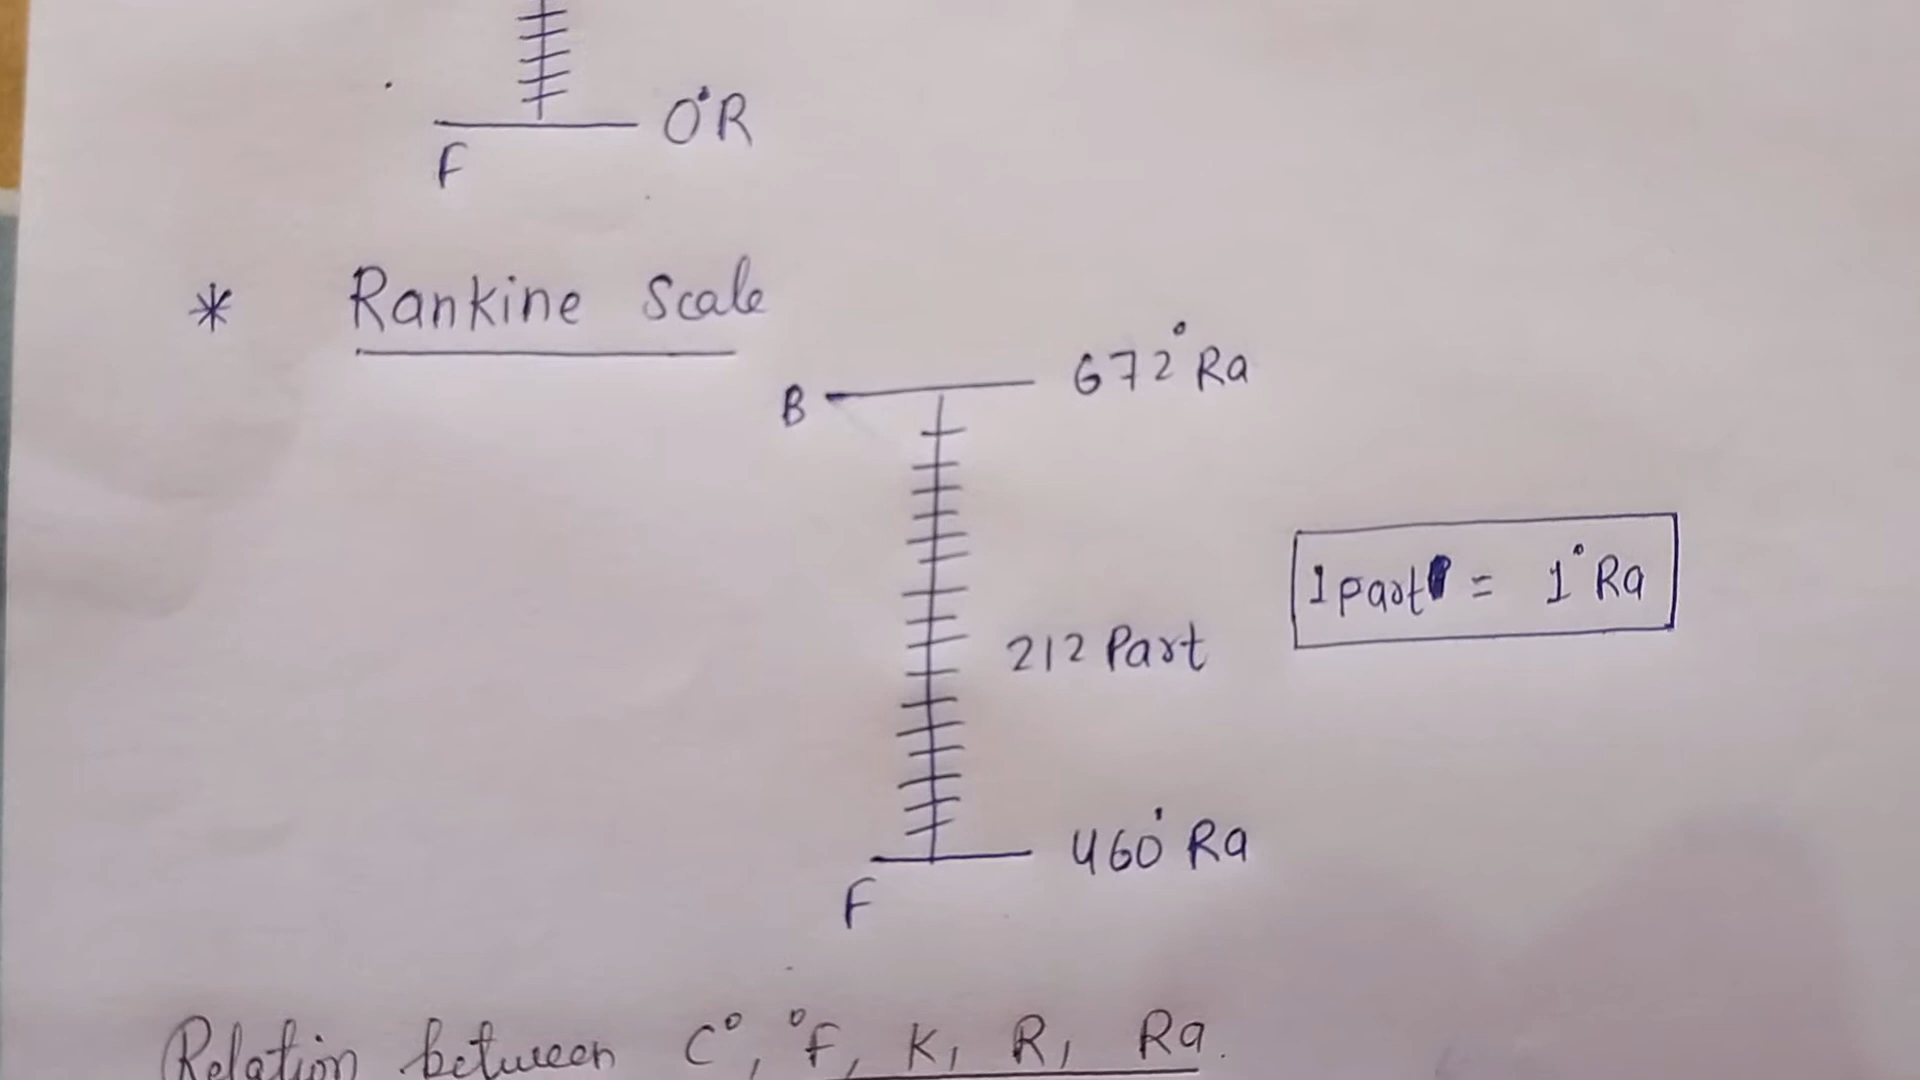 0°R
F
* Rankine Scale
B 672° Ra
1 Part = 1° Ra
212 Part
460° Ra
F
Relation between C°, °F, K, R, Ra.